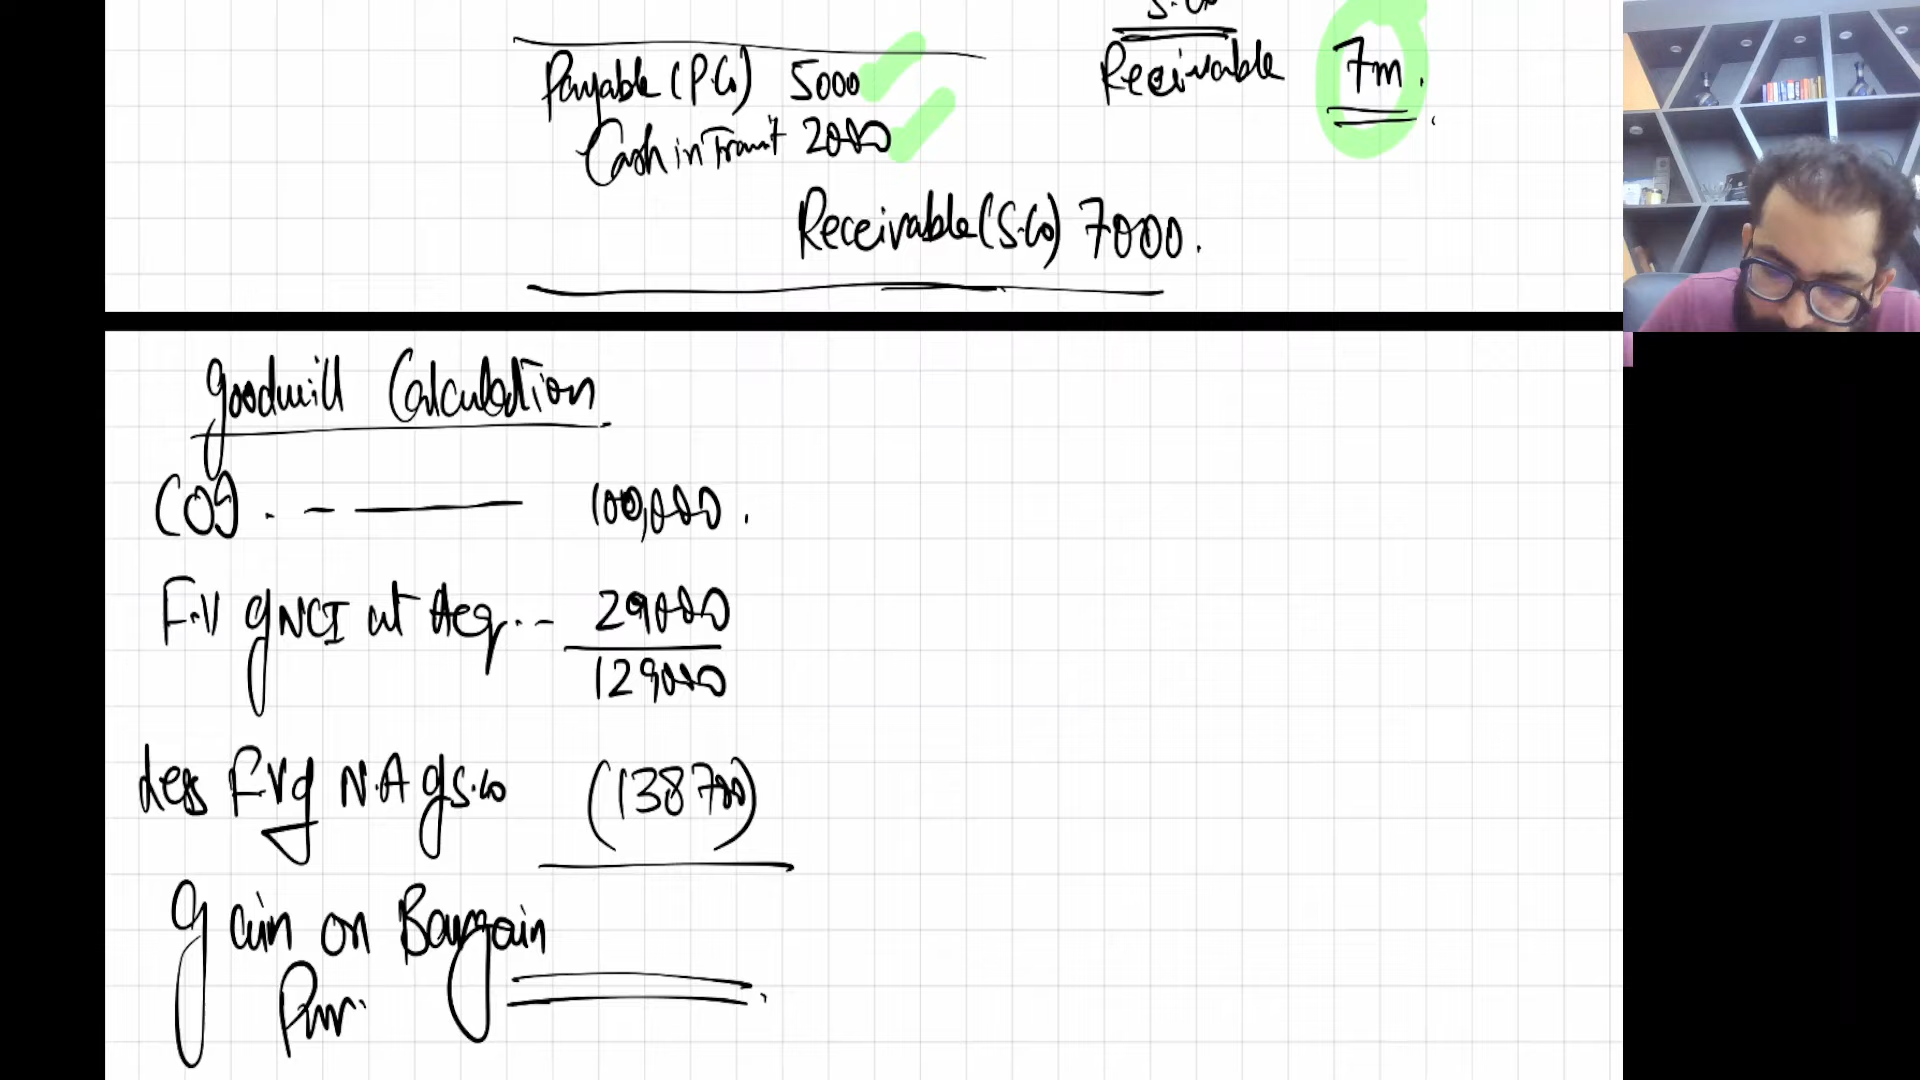 S.Co
Receivable 7m.
Payable (P.Co) 5000
Cash in Transit 2000
Receivable (S.Co) 7000.
Goodwill Calculation
COI. - 100,000.
F.V of NCI at Acq.. - 29000
129000
Less F.V of N.A of S.Co (138700)
Gain on Bargain
Pur.